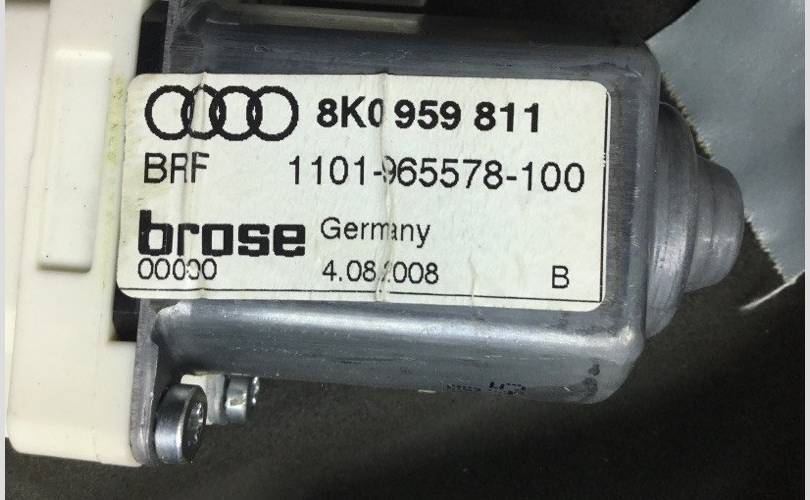 8K0 959 811
BRF 1101-965578-100
brose Germany
00000 4.08.2008 B